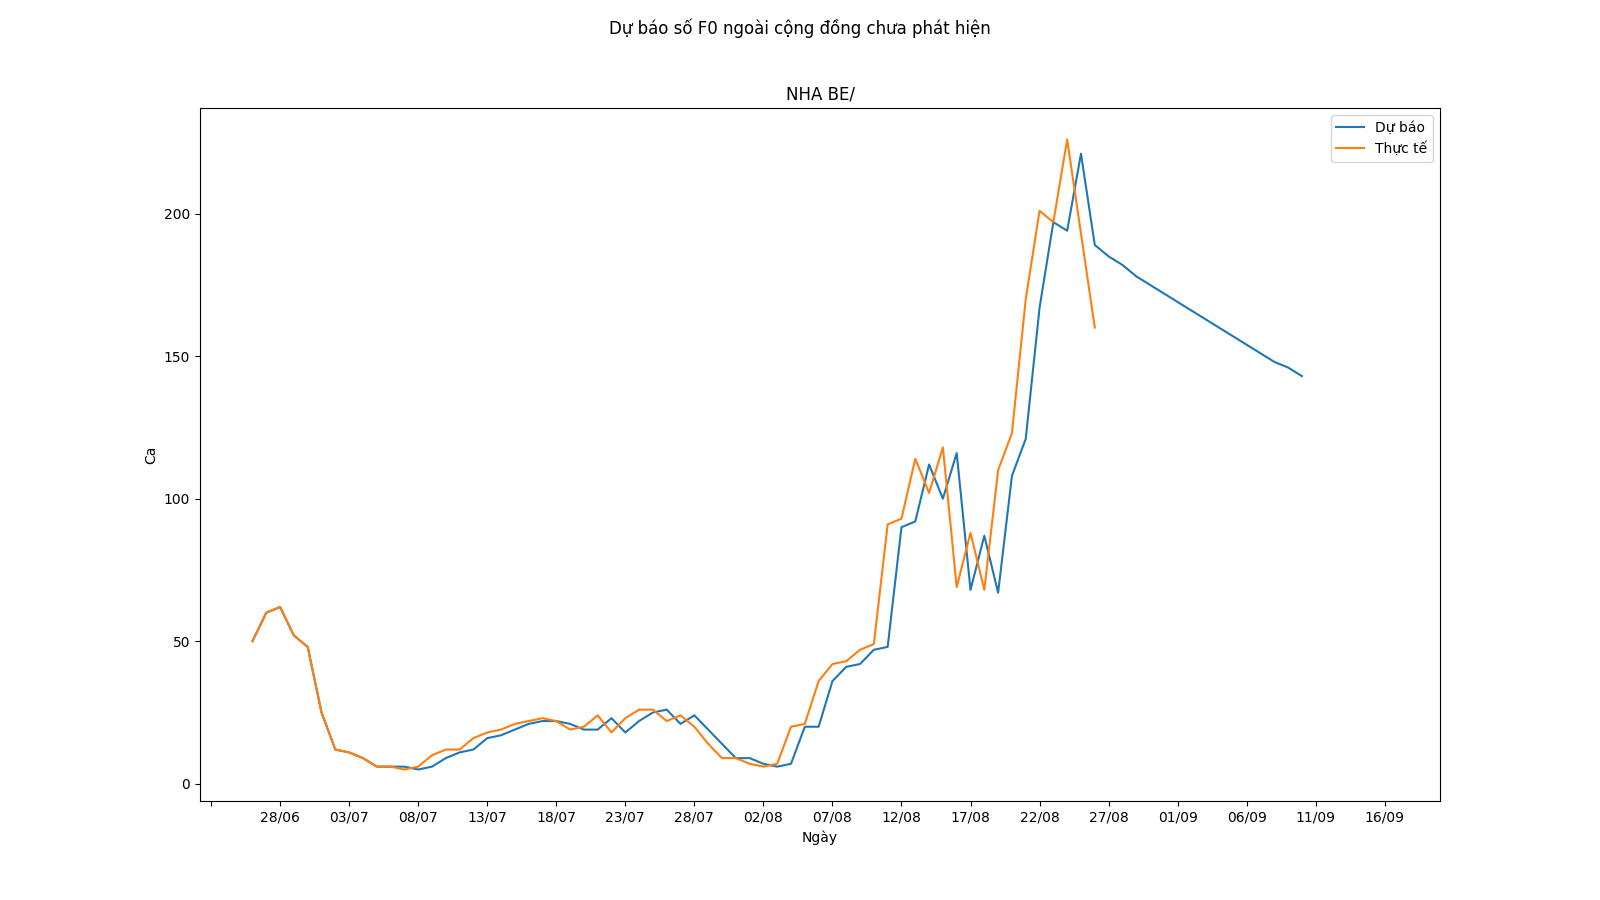 Dự báo số F0 ngoài cộng đồng chưa phát hiện
NHA BE/
Dự báo
Thực tế
200
150
100
50
0
Ca
28/06 03/07 08/07 13/07 18/07 23/07 28/07 02/08 07/08 12/08 17/08 22/08 27/08 01/09 06/09 11/09 16/09
Ngày